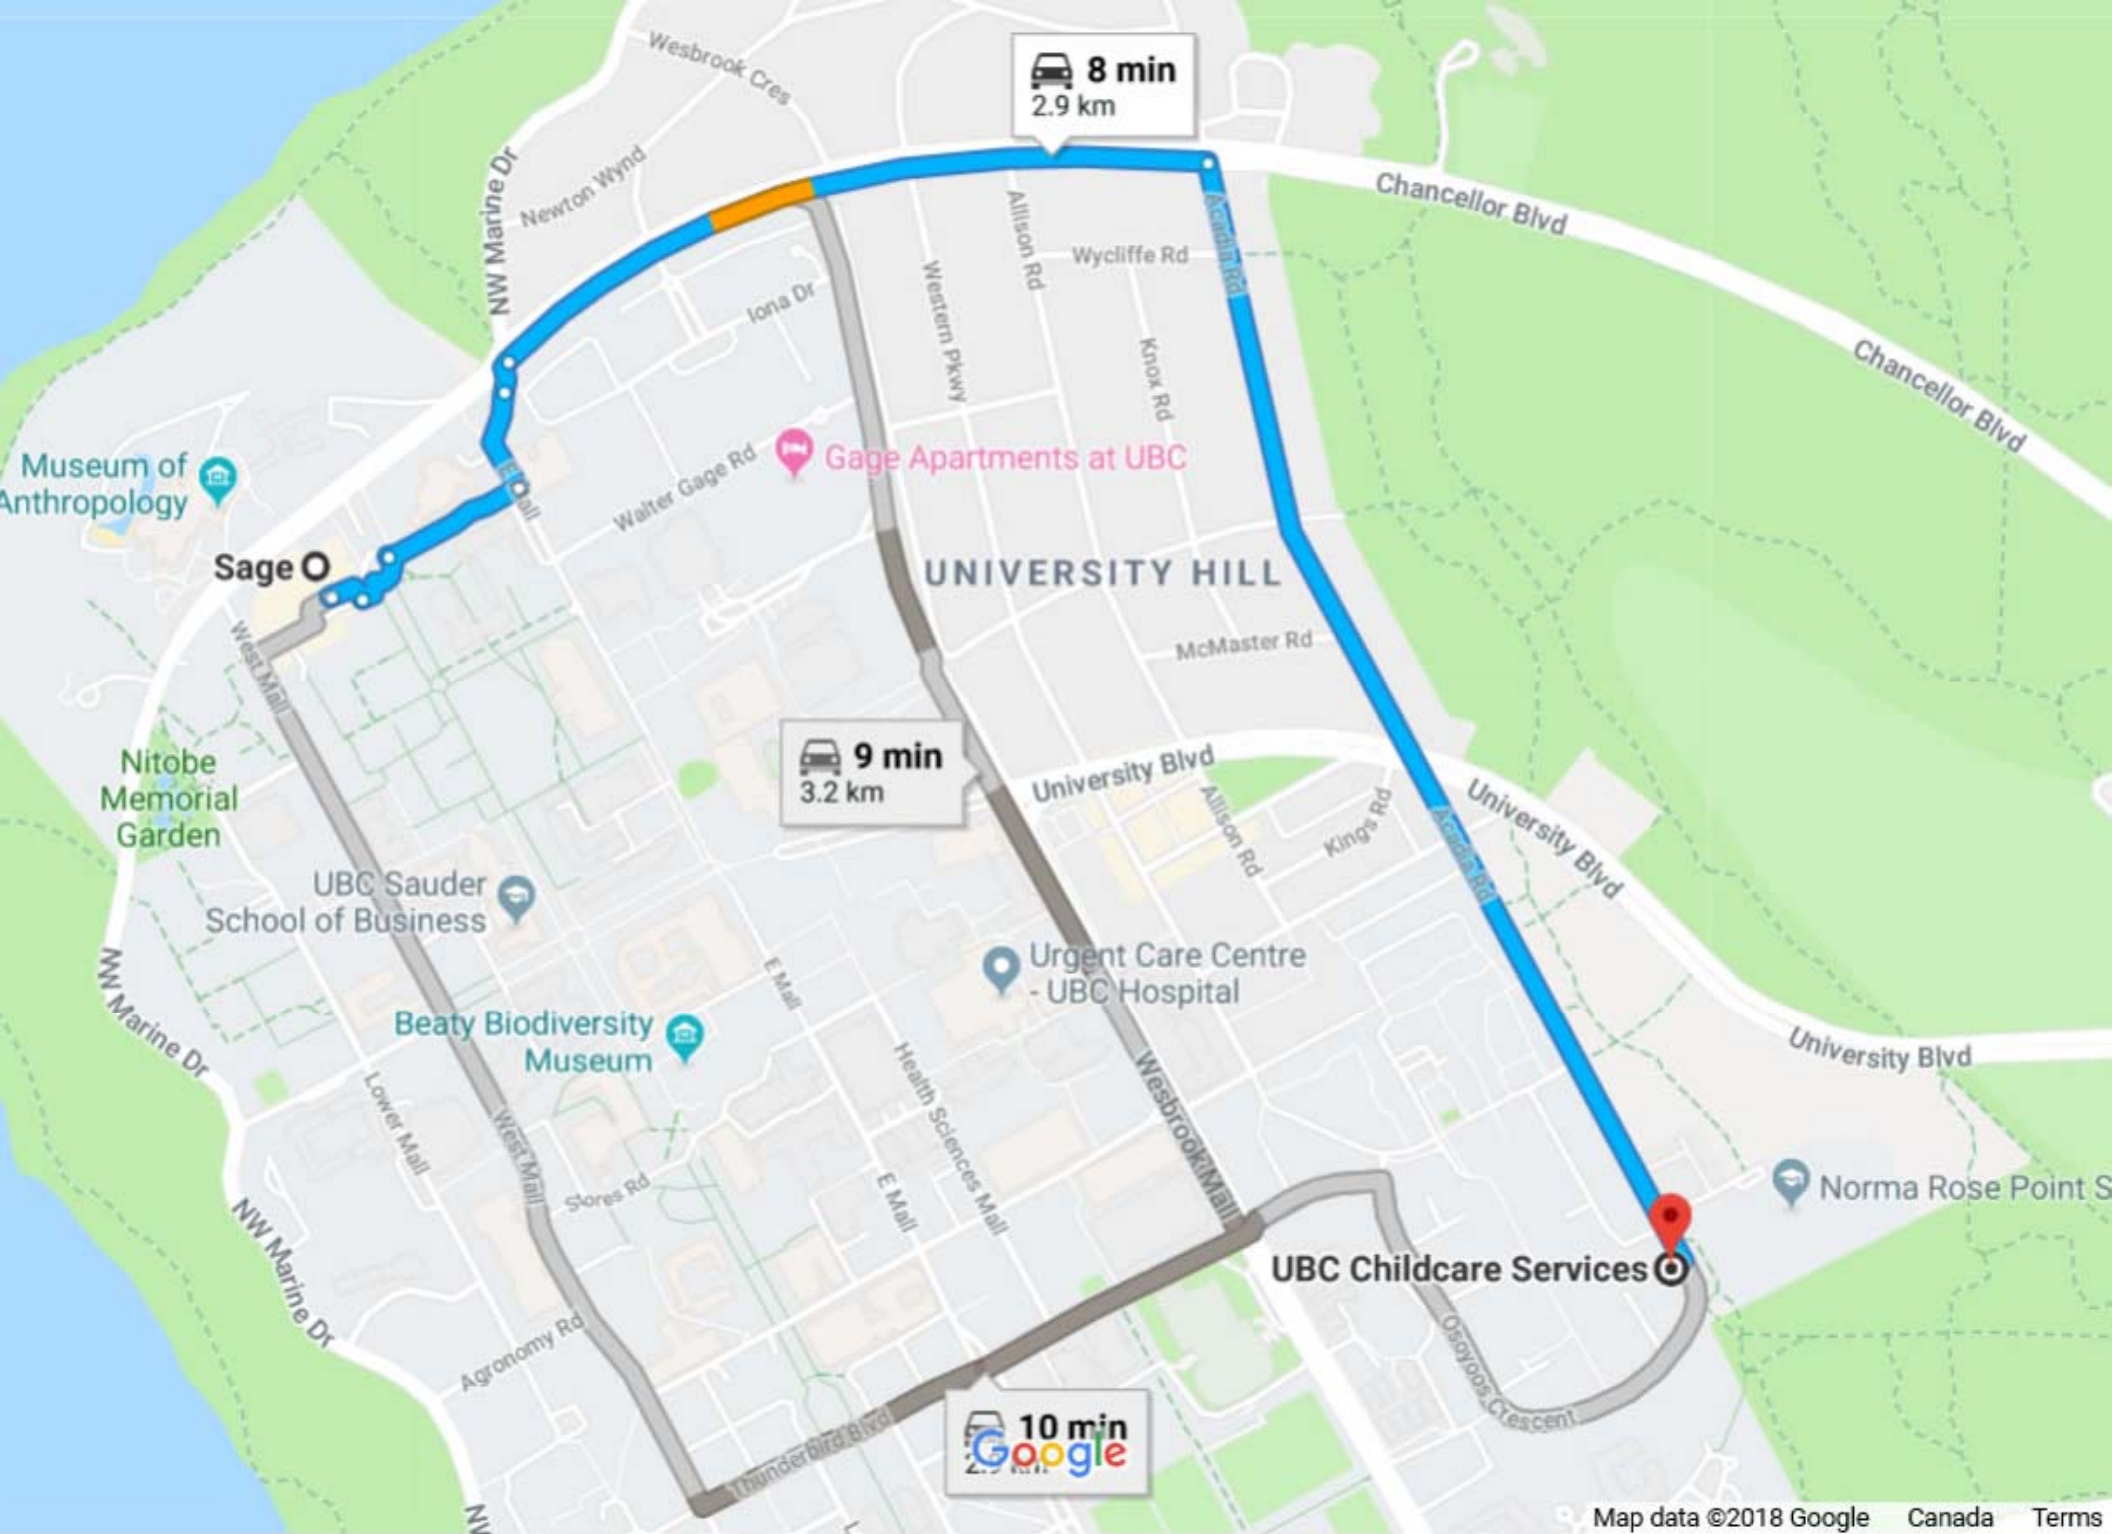 Wesbrook Cres
8 min
2.9 km
NW Marine Dr
Newton Wynd
Chancellor Blvd
Allison Rd
Acadia Rd
Wycliffe Rd
Iona Dr
Western Pkwy
Knox Rd
Chancellor Blvd
Museum of
Anthropology
Gage Apartments at UBC
Walter Gage Rd
Sage
UNIVERSITY HILL
West Mall
McMaster Rd
9 min
3.2 km
University Blvd
Nitobe
Memorial
Garden
Allison Rd
King's Rd
University Blvd
Acadia Rd
UBC Sauder
School of Business
Urgent Care Centre
- UBC Hospital
E Mall
NW Marine Dr
Beaty Biodiversity
Museum
University Blvd
Lower Mall
Health Sciences Mall
Wesbrook Mall
West Mall
Stores Rd
E Mall
Norma Rose Point S
NW Marine Dr
UBC Childcare Services
Agronomy Rd
Osoyoos Crescent
Thunderbird Blvd
10 min
Google
Map data ©2018 Google
Canada
Terms